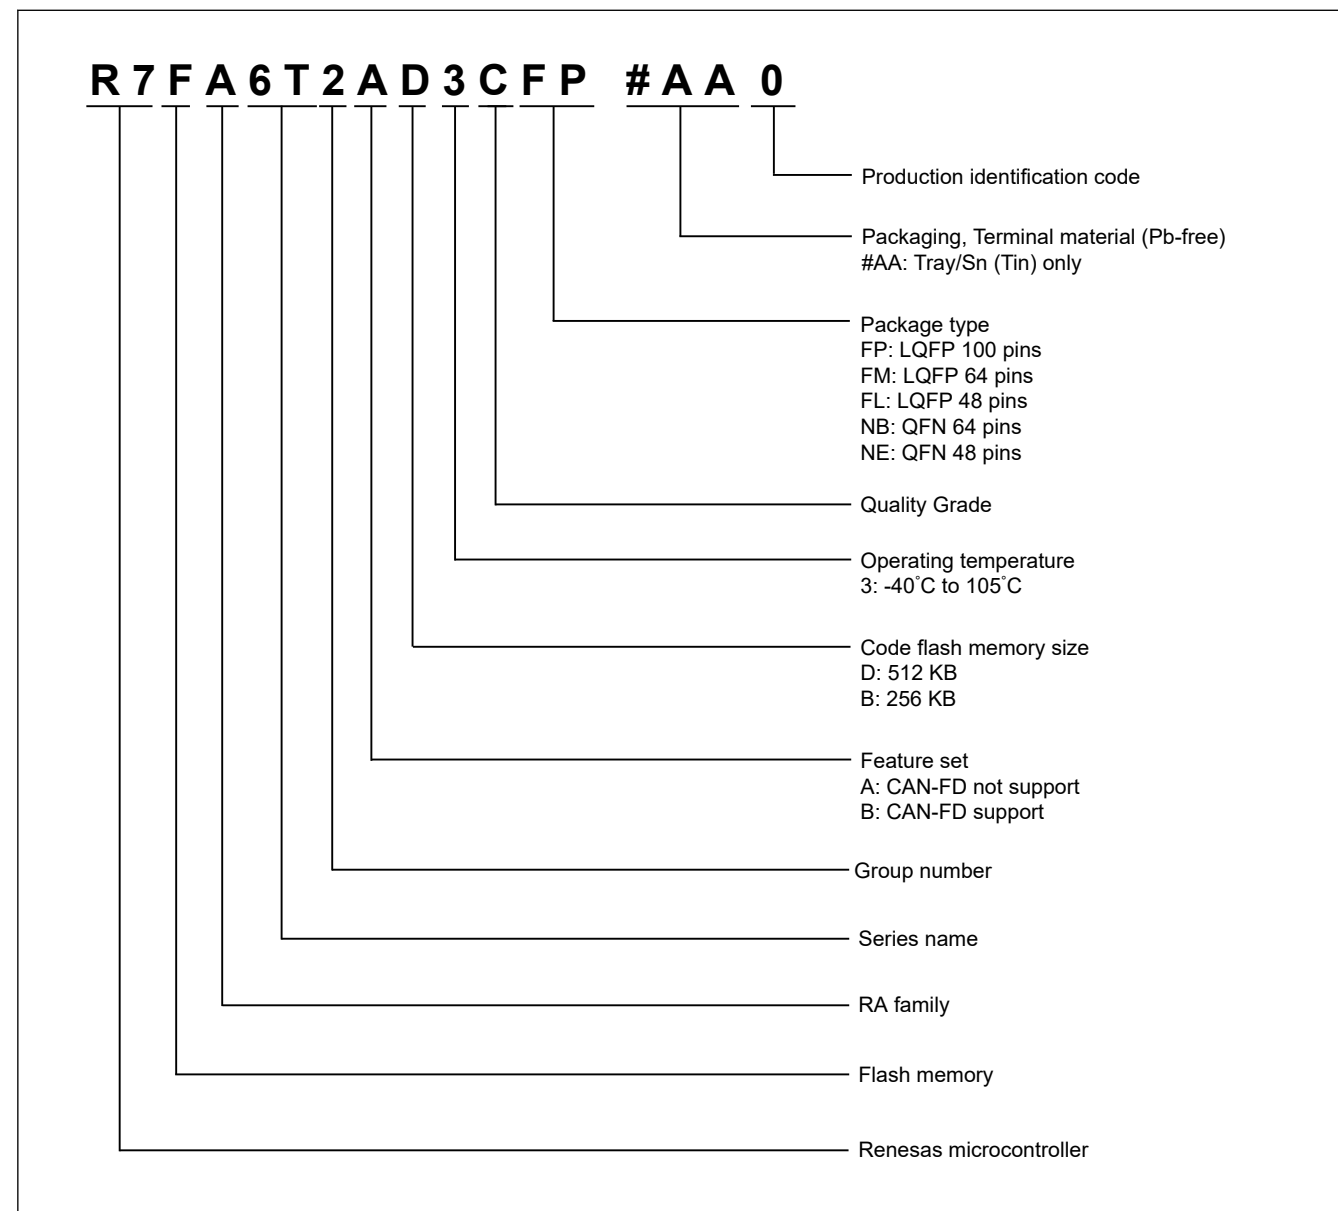 R7FA6T2AD3CFP #AA0
Production identification code
Packaging, Terminal material (Pb-free)
#AA: Tray/Sn (Tin) only
Package type
FP: LQFP 100 pins
FM: LQFP 64 pins
FL: LQFP 48 pins
NB: QFN 64 pins
NE: QFN 48 pins
Quality Grade
Operating temperature
3: -40°C to 105°C
Code flash memory size
D: 512 KB
B: 256 KB
Feature set
A: CAN-FD not support
B: CAN-FD support
Group number
Series name
RA family
Flash memory
Renesas microcontroller